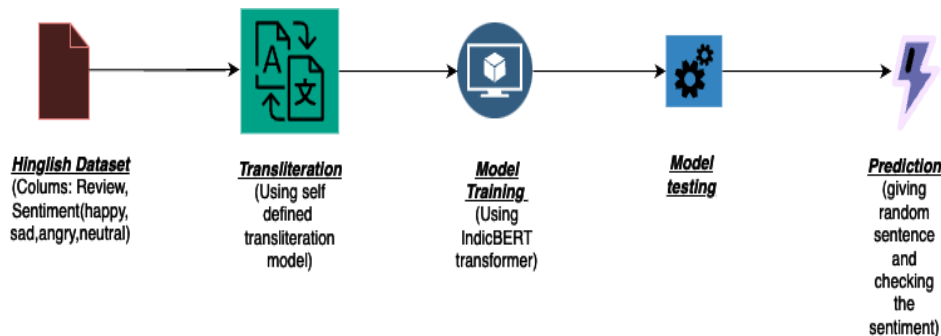 A
文
Hinglish Dataset
(Colums: Review,
Sentiment(happy,
sad,angry,neutral)
Transliteration
(Using self
defined
transliteration
model)
Model
Training
(Using
IndicBERT
transformer)
Model
testing
Prediction
(giving
random
sentence
and
checking
the
sentiment)